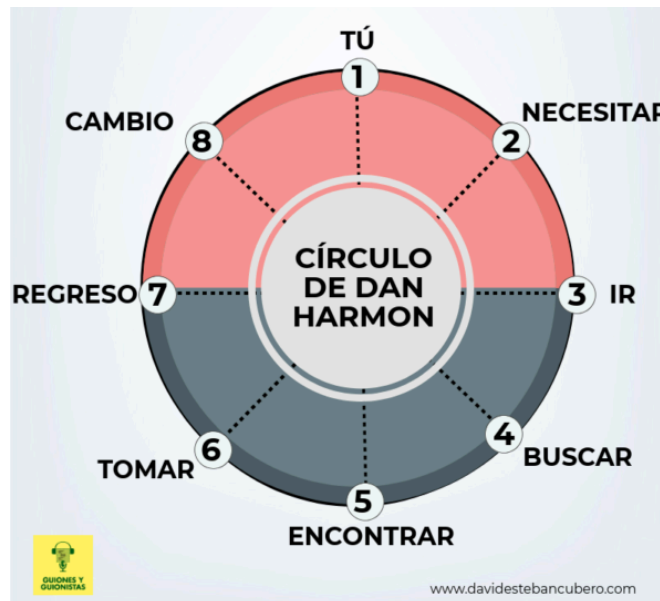 TÚ
1
NECESITAR
2
3
IR
4
BUSCAR
5
ENCONTRAR
6
TOMAR
7
REGRESO
8
CAMBIO
CÍRCULO
DE DAN
HARMON
GUIONES Y
GUIONISTAS
www.davidestebancubero.com